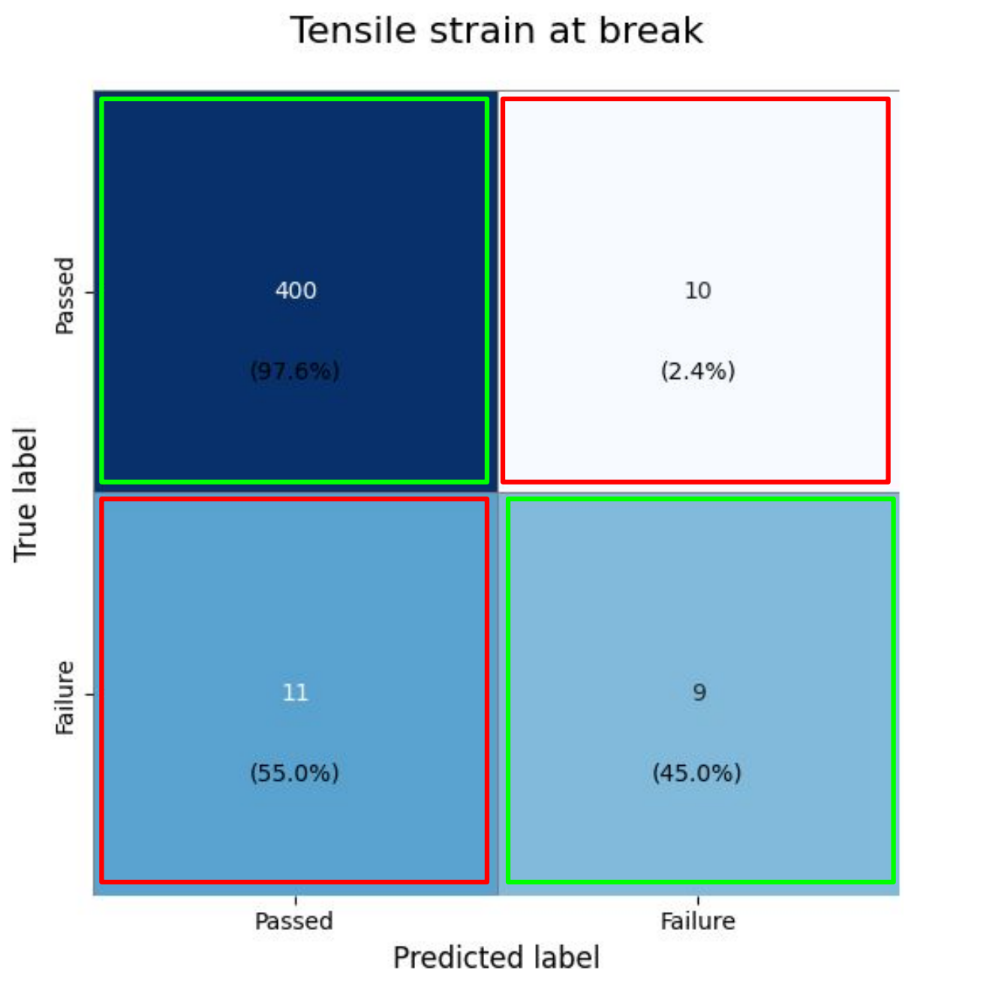 Tensile strain at break
True label
Passed
400
(97.6%)
10
(2.4%)
Failure
11
(55.0%)
9
(45.0%)
Passed
Failure
Predicted label